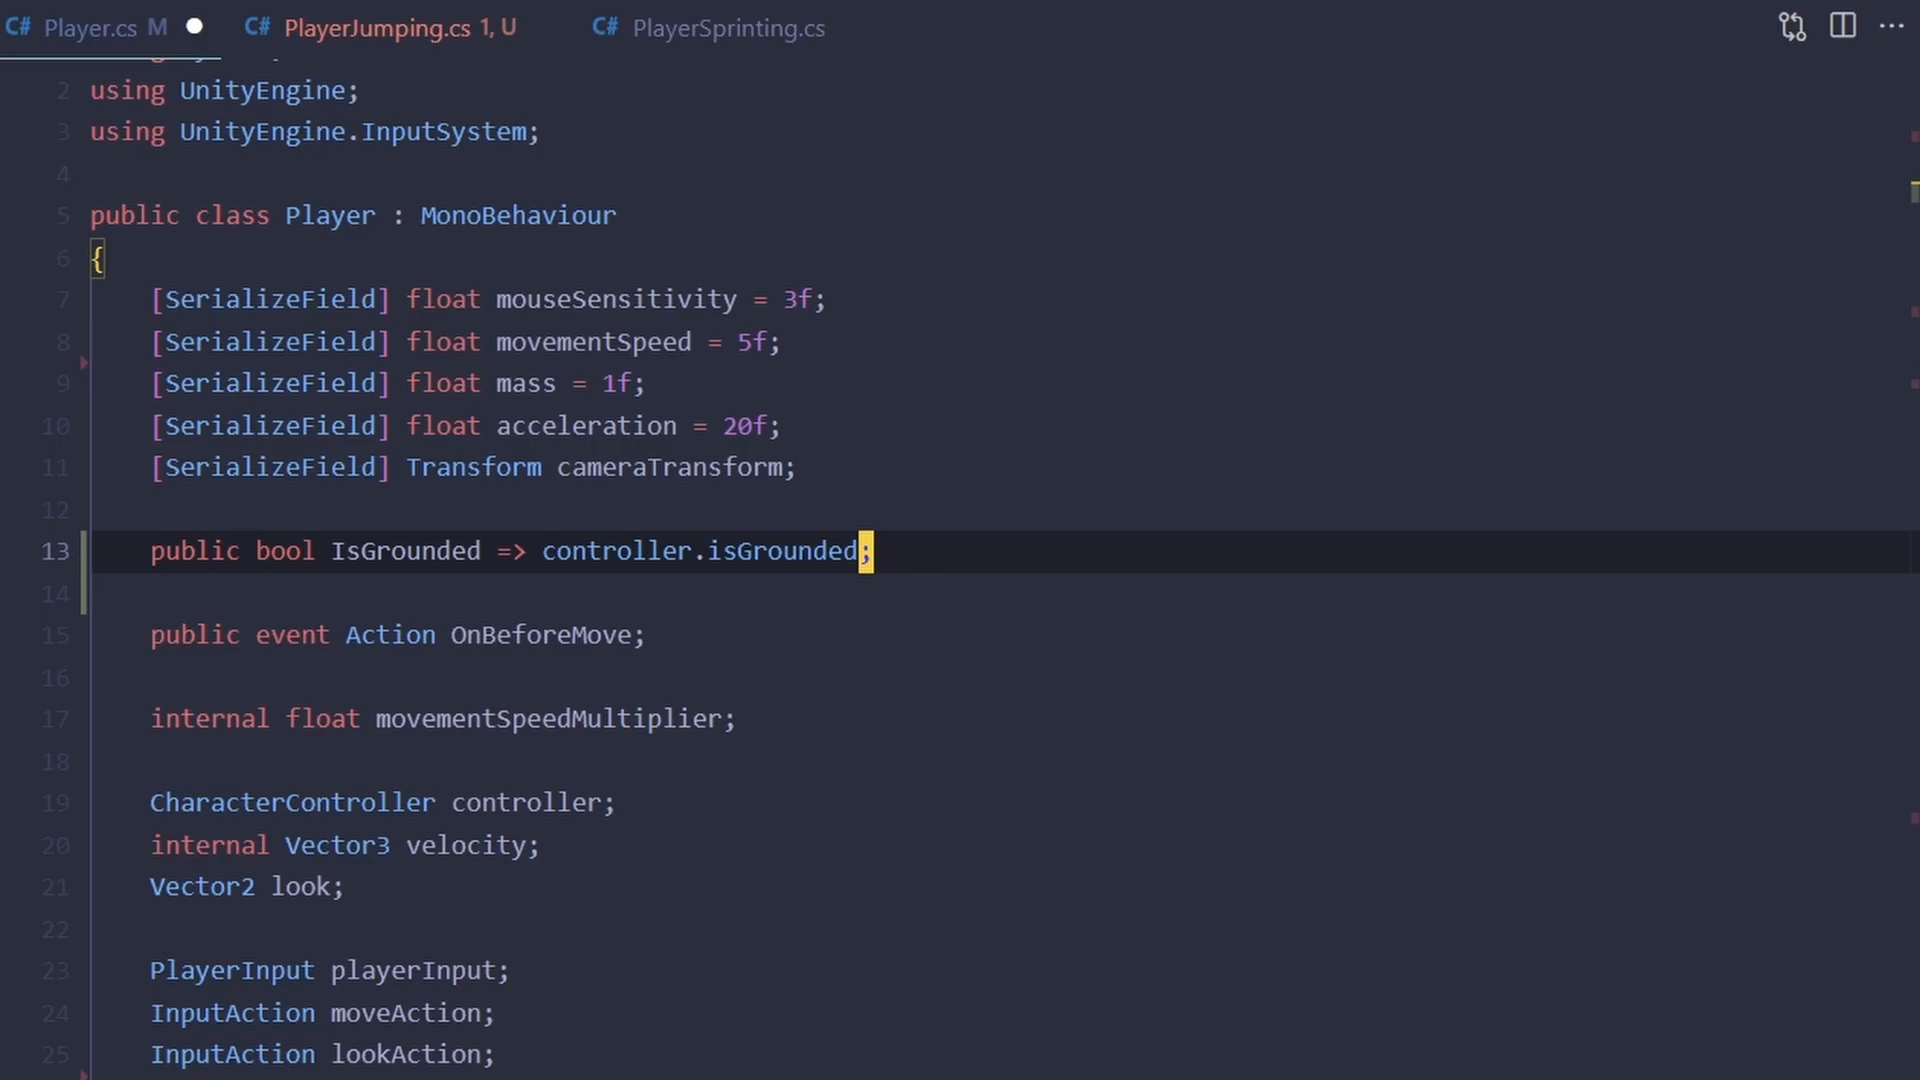 C# Player.cs M C# PlayerJumping.cs 1, U C# PlayerSprinting.cs ...
2 using UnityEngine;
3 using UnityEngine.InputSystem;
4
5 public class Player : MonoBehaviour
6 {
7 [SerializeField] float mouseSensitivity = 3f;
8 [SerializeField] float movementSpeed = 5f;
9 [SerializeField] float mass = 1f;
10 [SerializeField] float acceleration = 20f;
11 [SerializeField] Transform cameraTransform;
12
13 public bool IsGrounded => controller.isGrounded;
14
15 public event Action OnBeforeMove;
16
17 internal float movementSpeedMultiplier;
18
19 CharacterController controller;
20 internal Vector3 velocity;
21 Vector2 look;
22
23 PlayerInput playerInput;
24 InputAction moveAction;
25 InputAction lookAction;